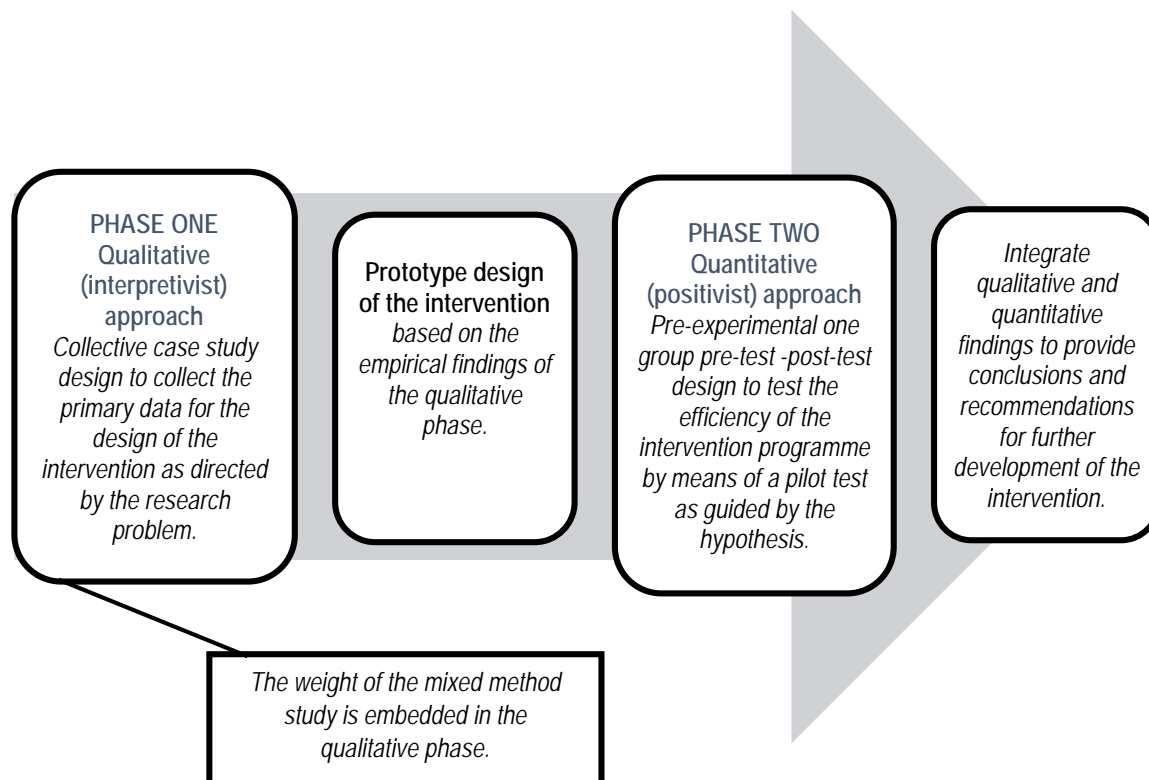 PHASE ONE
Qualitative
(interpretivist)
approach
Collective case study
design to collect the
primary data for the
design of the
intervention as directed
by the research
problem.
Prototype design
of the intervention
based on the
empirical findings of
the qualitative
phase.
PHASE TWO
Quantitative
(positivist) approach
Pre-experimental one
group pre-test -post-test
design to test the
efficiency of the
intervention programme
by means of a pilot test
as guided by the
hypothesis.
Integrate
qualitative and
quantitative
findings to provide
conclusions and
recommendations
for further
development of the
intervention.
The weight of the mixed method
study is embedded in the
qualitative phase.